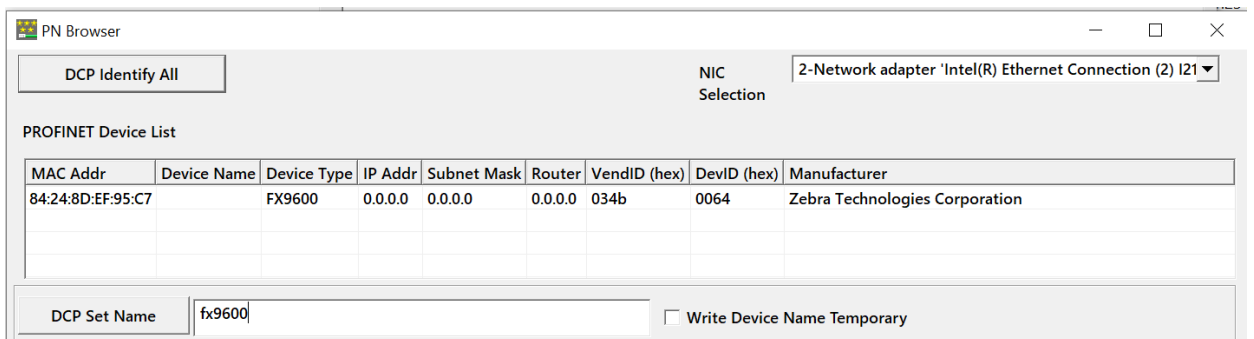 PN Browser
DCP Identify All
NIC Selection
2-Network adapter 'Intel(R) Ethernet Connection (2) I21
PROFINET Device List
MAC Addr Device Name Device Type IP Addr Subnet Mask Router VendID (hex) DevID (hex) Manufacturer
84:24:8D:EF:95:C7 FX9600 0.0.0.0 0.0.0.0 0.0.0.0 034b 0064 Zebra Technologies Corporation
DCP Set Name fx9600 Write Device Name Temporary